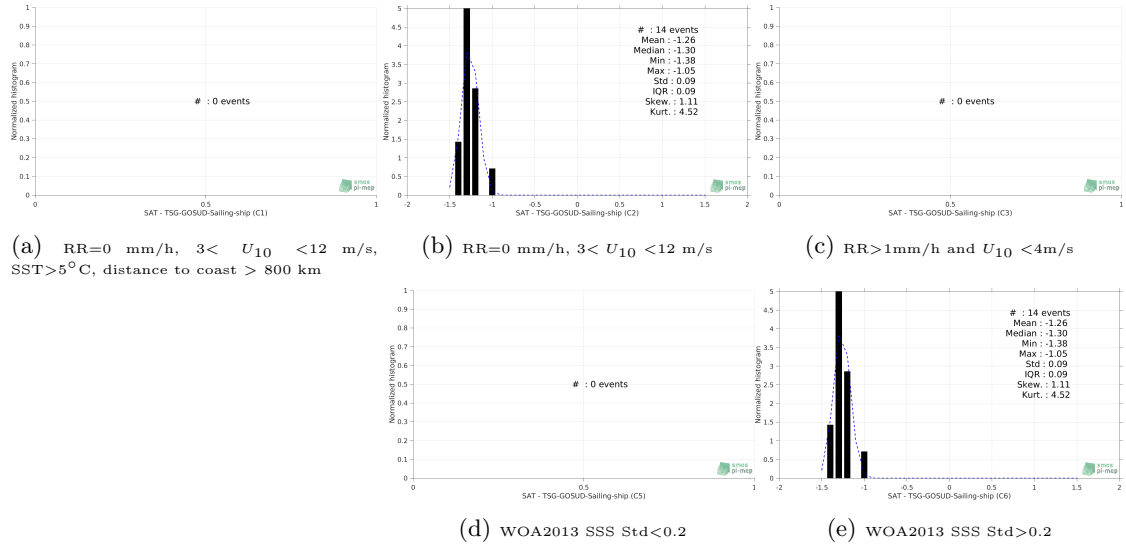 1
0.9
0.8
0.7
0.6
0.5
0.4
0.3
0.2
0.1
0
Normalized histogram
# : 0 events
smos
pi-mep
0 0.5 1
SAT - TSG-GOSUD-Sailing-ship (C1)
(a) RR=0 mm/h, 3< U10 <12 m/s,
SST>5°C, distance to coast > 800 km
5
4.5
4
3.5
3
2.5
2
1.5
1
0.5
0
Normalized histogram
# : 14 events
Mean : -1.26
Median : -1.30
Min : -1.38
Max : -1.05
Std : 0.09
IQR : 0.09
Skew. : 1.11
Kurt. : 4.52
smos
pi-mep
-2 -1.5 -1 -0.5 0 0.5 1 1.5 2
SAT - TSG-GOSUD-Sailing-ship (C2)
(b) RR=0 mm/h, 3< U10 <12 m/s
1
0.9
0.8
0.7
0.6
0.5
0.4
0.3
0.2
0.1
0
Normalized histogram
# : 0 events
smos
pi-mep
0 0.5 1
SAT - TSG-GOSUD-Sailing-ship (C3)
(c) RR>1mm/h and U10 <4m/s
1
0.9
0.8
0.7
0.6
0.5
0.4
0.3
0.2
0.1
0
Normalized histogram
# : 0 events
smos
pi-mep
0 0.5 1
SAT - TSG-GOSUD-Sailing-ship (C5)
(d) WOA2013 SSS Std<0.2
5
4.5
4
3.5
3
2.5
2
1.5
1
0.5
0
Normalized histogram
# : 14 events
Mean : -1.26
Median : -1.30
Min : -1.38
Max : -1.05
Std : 0.09
IQR : 0.09
Skew. : 1.11
Kurt. : 4.52
smos
pi-mep
-2 -1.5 -1 -0.5 0 0.5 1 1.5 2
SAT - TSG-GOSUD-Sailing-ship (C6)
(e) WOA2013 SSS Std>0.2